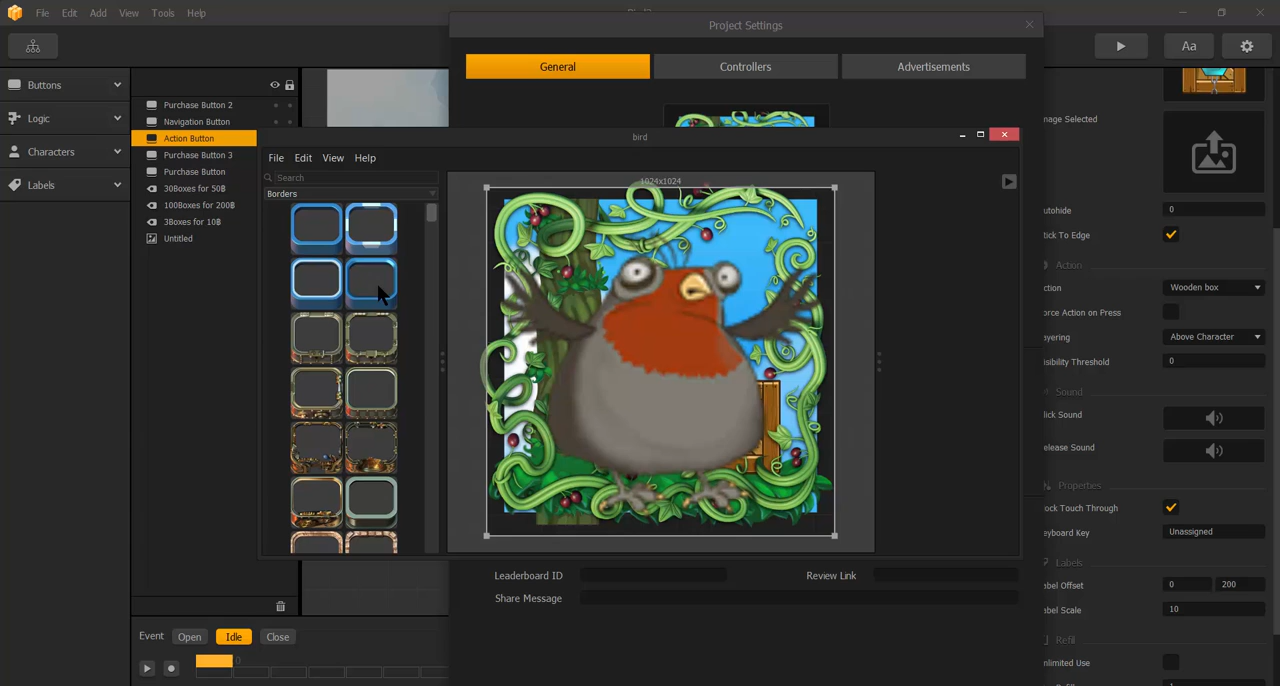 File Edit Add View Tools Help
Project Settings
Aa
General Controllers Advertisements
Buttons
Logic
Characters
Labels
Purchase Button 2
Navigation Button
Action Button
Purchase Button 3
Purchase Button
30Boxes for 50฿
100Boxes for 200฿
3Boxes for 10฿
Untitled
bird
File Edit View Help
Search
Borders
1024x1024
mage Selected
utohide 0
tick To Edge
Action
ction Wooden box
orce Action on Press
ayering Above Character
isibility Threshold 0
Sound
lick Sound
elease Sound
Properties
lock Touch Through
eyboard Key Unassigned
Labels
abel Offset 0 200
abel Scale 10
Refill
nlimited Use
Leaderboard ID Review Link
Share Message
Event Open Idle Close
0